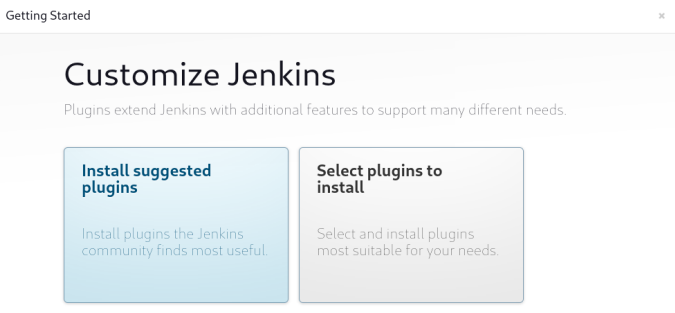 Getting Started
×
Customize Jenkins
Plugins extend Jenkins with additional features to support many different needs.
Install suggested
plugins
Install plugins the Jenkins
community finds most useful.
Select plugins to
install
Select and install plugins
most suitable for your needs.